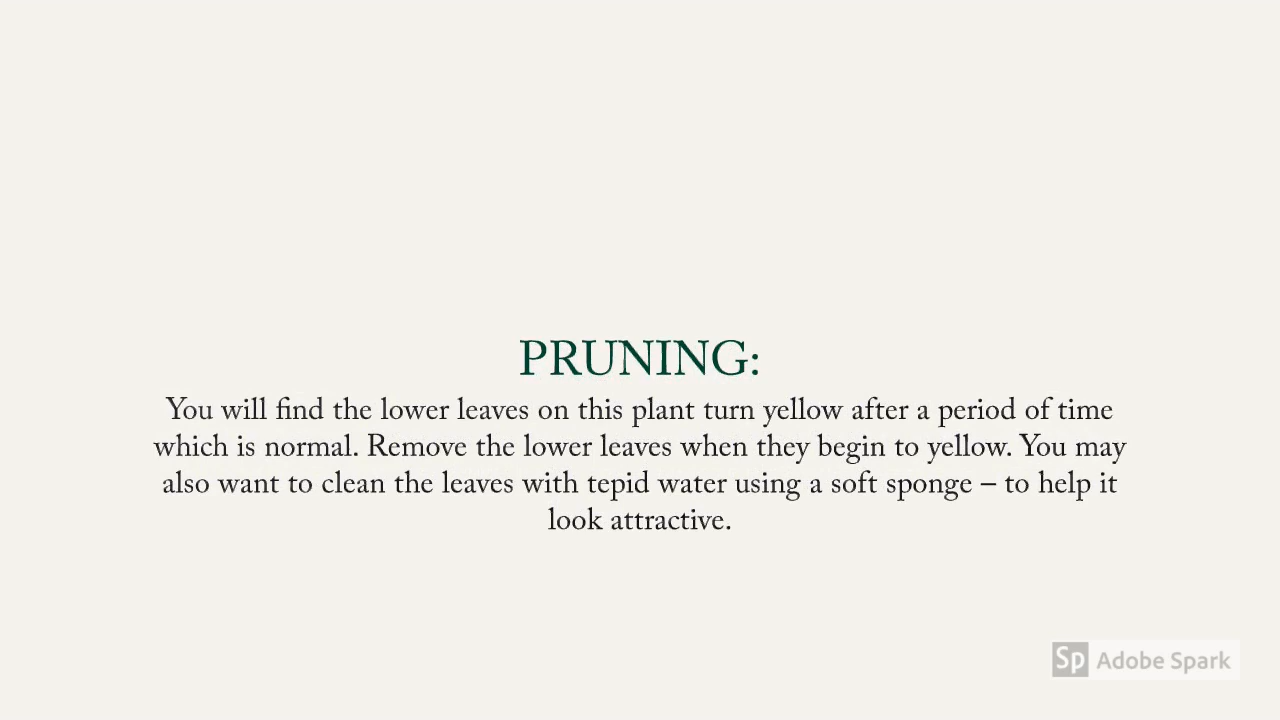 PRUNING:
You will find the lower leaves on this plant turn yellow after a period of time
which is normal. Remove the lower leaves when they begin to yellow. You may
also want to clean the leaves with tepid water using a soft sponge – to help it
look attractive.
Sp Adobe Spark